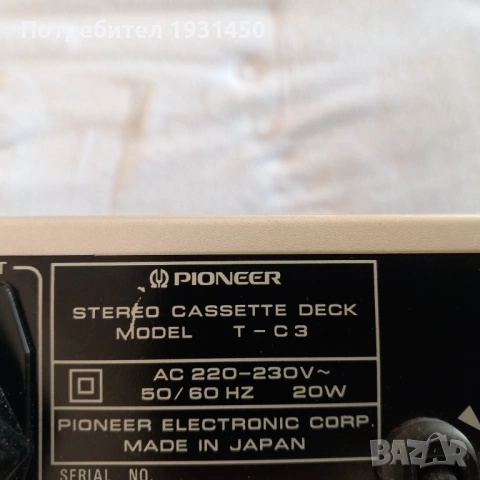 Потребител 1931450
T
PIONEER
STEREO CASSETTE DECK
MODEL T-C3
AC 220-230V~
50/60 HZ 20W
PIONEER ELECTRONIC CORP.
MADE IN JAPAN
SERIAL NO.
BAZAR